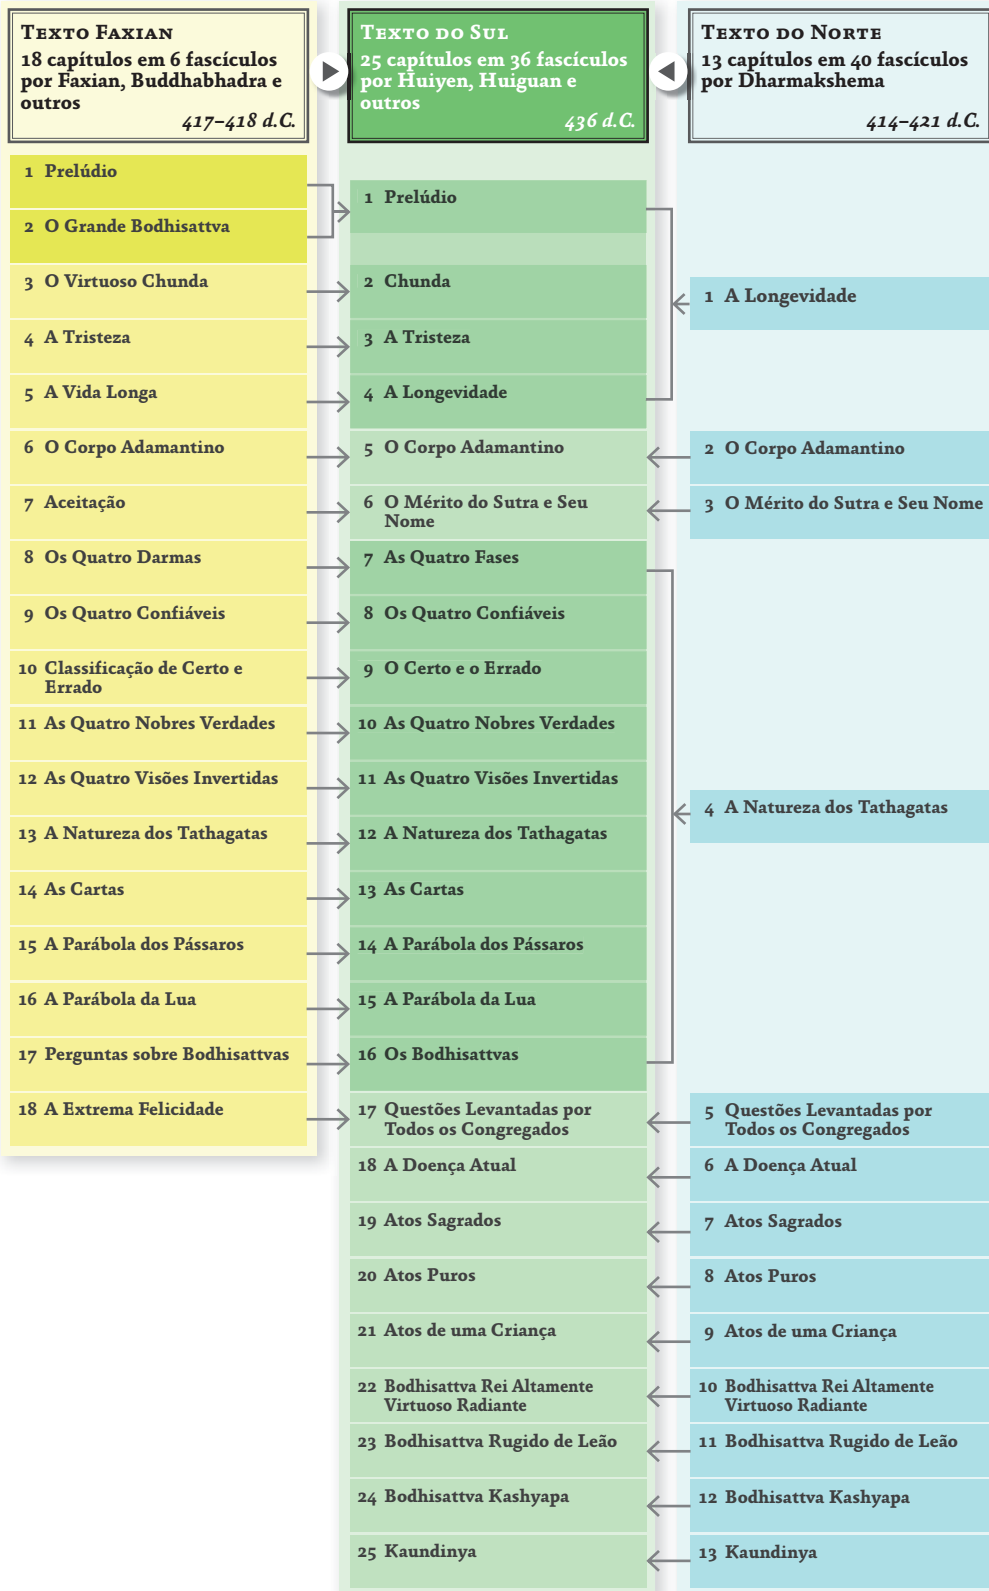 Texto Faxian
18 capítulos em 6 fascículos
por Faxian, Buddhabhadra e
outros
417–418 d.C.
1 Prelúdio
2 O Grande Bodhisattva
3 O Virtuoso Chunda
4 A Tristeza
5 A Vida Longa
6 O Corpo Adamantino
7 Aceitação
8 Os Quatro Darmas
9 Os Quatro Confiáveis
10 Classificação de Certo e
Errado
11 As Quatro Nobres Verdades
12 As Quatro Visões Invertidas
13 A Natureza dos Tathagatas
14 As Cartas
15 A Parábola dos Pássaros
16 A Parábola da Lua
17 Perguntas sobre Bodhisattvas
18 A Extrema Felicidade
Texto do Sul
25 capítulos em 36 fascículos
por Huiyen, Huiguan e
outros
436 d.C.
1 Prelúdio
2 Chunda
3 A Tristeza
4 A Longevidade
5 O Corpo Adamantino
6 O Mérito do Sutra e Seu
Nome
7 As Quatro Fases
8 Os Quatro Confiáveis
9 O Certo e o Errado
10 As Quatro Nobres Verdades
11 As Quatro Visões Invertidas
12 A Natureza dos Tathagatas
13 As Cartas
14 A Parábola dos Pássaros
15 A Parábola da Lua
16 Os Bodhisattvas
17 Questões Levantadas por
Todos os Congregados
18 A Doença Atual
19 Atos Sagrados
20 Atos Puros
21 Atos de uma Criança
22 Bodhisattva Rei Altamente
Virtuoso Radiante
23 Bodhisattva Rugido de Leão
24 Bodhisattva Kashyapa
25 Kaundinya
Texto do Norte
13 capítulos em 40 fascículos
por Dharmakshema
414–421 d.C.
1 A Longevidade
2 O Corpo Adamantino
3 O Mérito do Sutra e Seu Nome
4 A Natureza dos Tathagatas
5 Questões Levantadas por
Todos os Congregados
6 A Doença Atual
7 Atos Sagrados
8 Atos Puros
9 Atos de uma Criança
10 Bodhisattva Rei Altamente
Virtuoso Radiante
11 Bodhisattva Rugido de Leão
12 Bodhisattva Kashyapa
13 Kaundinya